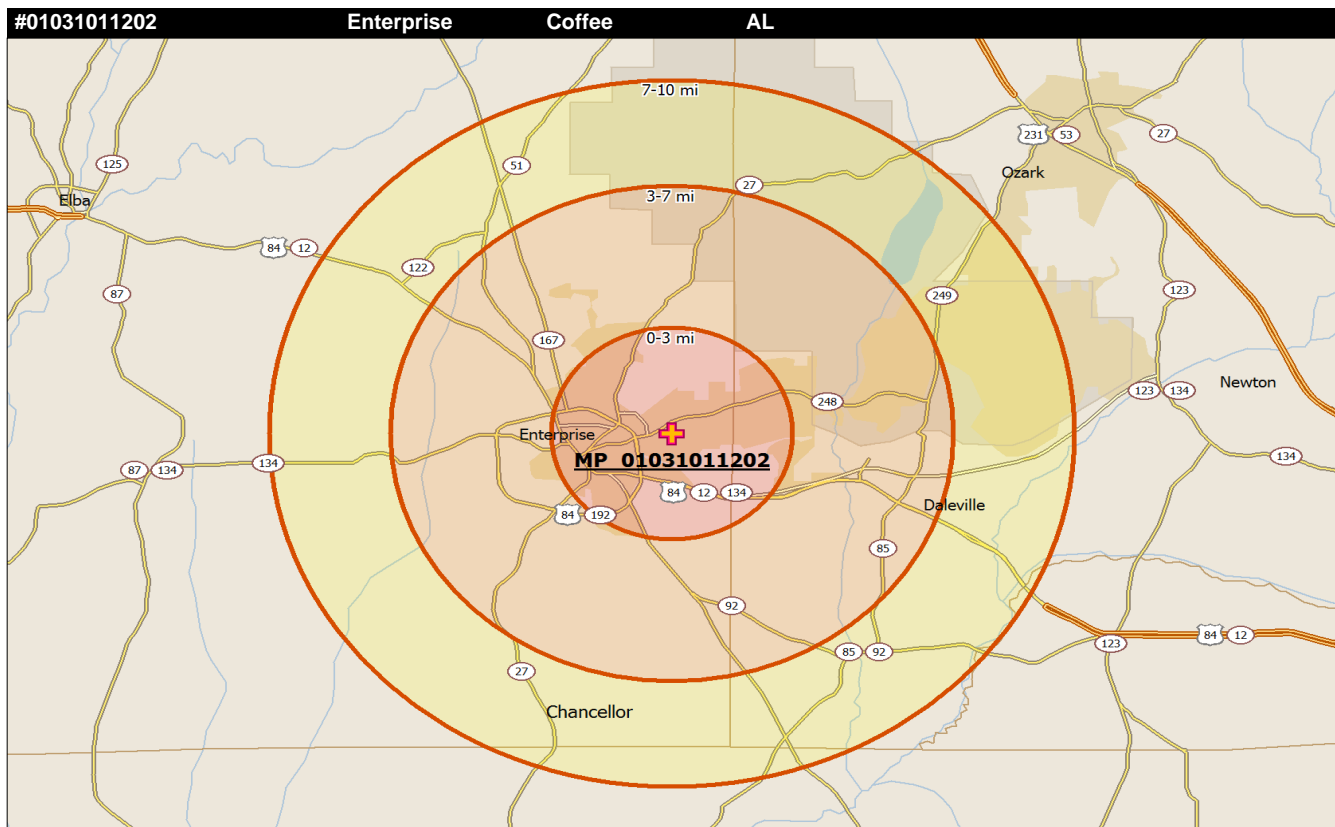 #01031011202 Enterprise Coffee AL
7-10 mi
231 53
27
125
51
Ozark
27
3-7 mi
Elba
84 12
122
123
87
249
167
0-3 mi
Newton
123 134
248
Enterprise
MP 01031011202
134
134
87 134
84 12 134
Daleville
84 192
85
92
84 12
123
85 92
27
Chancellor